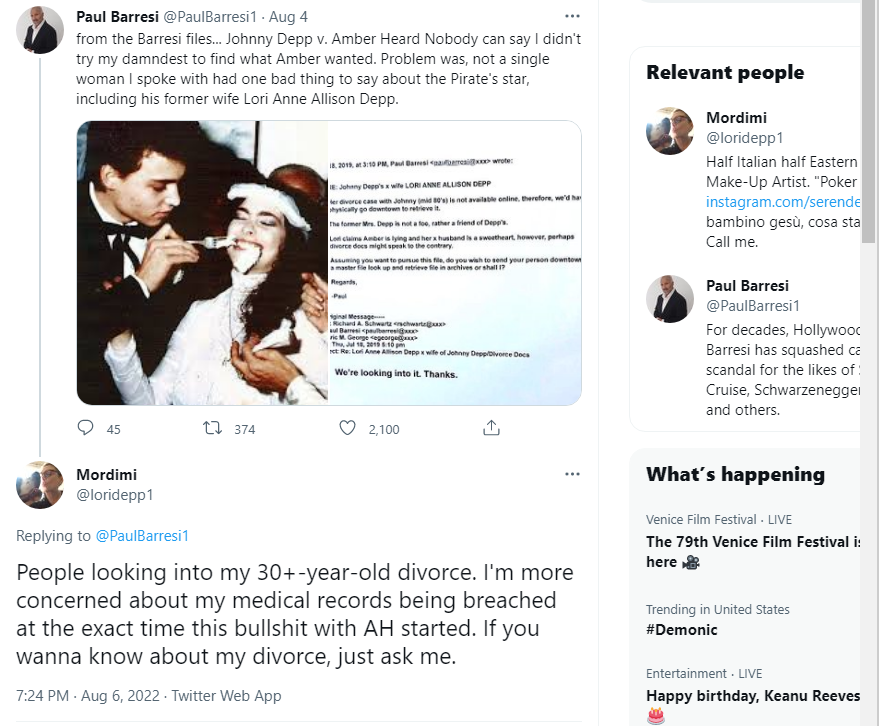 Paul Barresi @PaulBarresi1 · Aug 4
from the Barresi files... Johnny Depp v. Amber Heard Nobody can say I didn't
try my damndest to find what Amber wanted. Problem was, not a single
woman I spoke with had one bad thing to say about the Pirate's star,
including his former wife Lori Anne Allison Depp.
8, 2019, at 3:10 PM, Paul Barresi <paulbarresi@xxx> wrote:
E: Johnny Depp's x wife LORI ANNE ALLISON DEPP
er divorce case with Johnny (mid 80's) is not available online, therefore, we'd hav
hysically go downtown to retrieve it.
The former Mrs. Depp is not a foe, rather a friend of Depp's.
Lori claims Amber is lying and her x husband is a sweetheart, however, perhaps
divorce docs might speak to the contrary.
Assuming you want to pursue this file, do you wish to send your person downtown
a master file look up and retrieve file in archives or shall I?
Regards,
-Paul
iginal Message-----
: Richard A. Schwartz <rschwartz@xxx>
aul Barresi <paulbarresi@xxx>
ric M. George <egeorge@xxx>
Thu, Jul 18, 2019 5:10 pm
ect: Re: Lori Anne Allison Depp x wife of Johnny Depp/Divorce Docs
We're looking into it. Thanks.
45 374 2,100
Mordimi
@loridepp1
Replying to @PaulBarresi1
People looking into my 30+-year-old divorce. I'm more
concerned about my medical records being breached
at the exact time this bullshit with AH started. If you
wanna know about my divorce, just ask me.
7:24 PM · Aug 6, 2022 · Twitter Web App
Relevant people
Mordimi
@loridepp1
Half Italian half Eastern
Make-Up Artist. "Poker
instagram.com/serende
bambino gesù, cosa sta
Call me.
Paul Barresi
@PaulBarresi1
For decades, Hollywood
Barresi has squashed ca
scandal for the likes of
Cruise, Schwarzenegger
and others.
What's happening
Venice Film Festival · LIVE
The 79th Venice Film Festival is
here
Trending in United States
#Demonic
Entertainment · LIVE
Happy birthday, Keanu Reeves